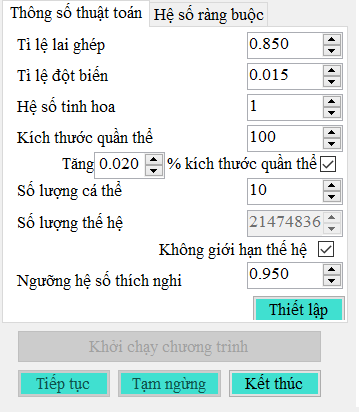 Thông số thuật toán Hệ số ràng buộc
Tỉ lệ lai ghép 0.850
Tỉ lệ đột biến 0.015
Hệ số tinh hoa 1
Kích thước quần thể 100
Tăng 0.020 % kích thước quần thể
Số lượng cá thể 10
Số lượng thế hệ 21474836
Không giới hạn thế hệ
Ngưỡng hệ số thích nghi 0.950
Thiết lập
Khởi chạy chương trình
Tiếp tục Tạm ngừng Kết thúc